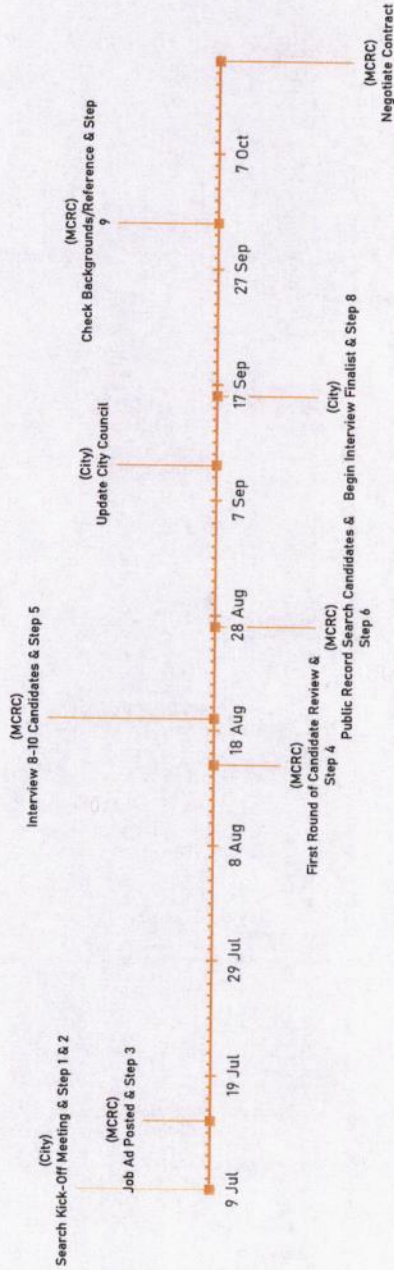 (City)
Search Kick-Off Meeting & Step 1 & 2
(MCRC)
Job Ad Posted & Step 3
(MCRC)
Interview 8-10 Candidates & Step 5
(City)
Update City Council
(MCRC)
Check Backgrounds/Reference & Step
9
9 Jul
19 Jul
29 Jul
8 Aug
18 Aug
28 Aug
7 Sep
17 Sep
27 Sep
7 Oct
(MCRC)
First Round of Candidate Review &
Step 4
(MCRC)
Public Record Search Candidates &
Step 6
(City)
Begin Interview Finalist & Step 8
(MCRC)
Negotiate Contract